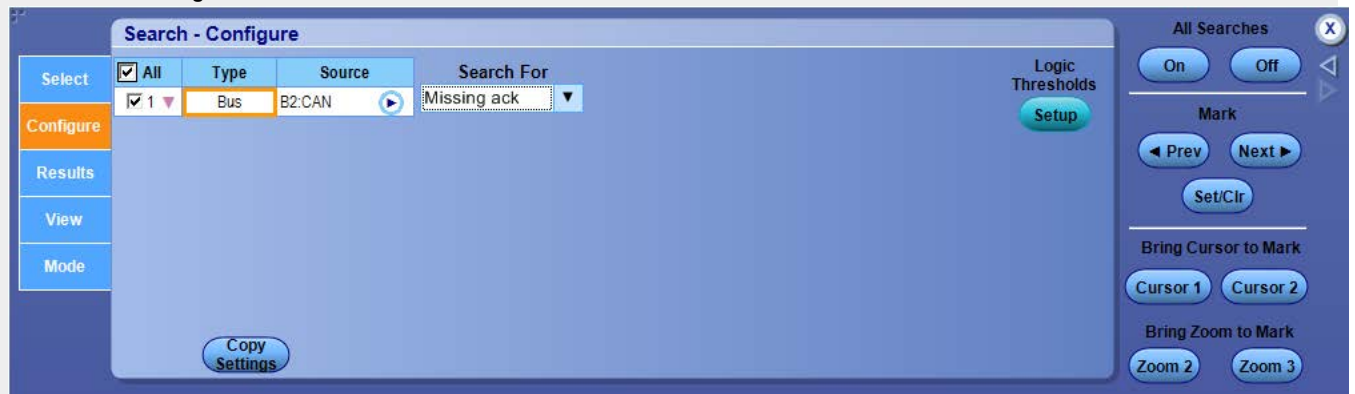 Search - Configure
Select
Configure
Results
View
Mode
All Type Source Search For
1 Bus B2:CAN Missing ack
Logic
Thresholds
Setup
Copy
Settings
All Searches
On Off
Mark
Prev Next
Set/Clr
Bring Cursor to Mark
Cursor 1 Cursor 2
Bring Zoom to Mark
Zoom 2 Zoom 3
X